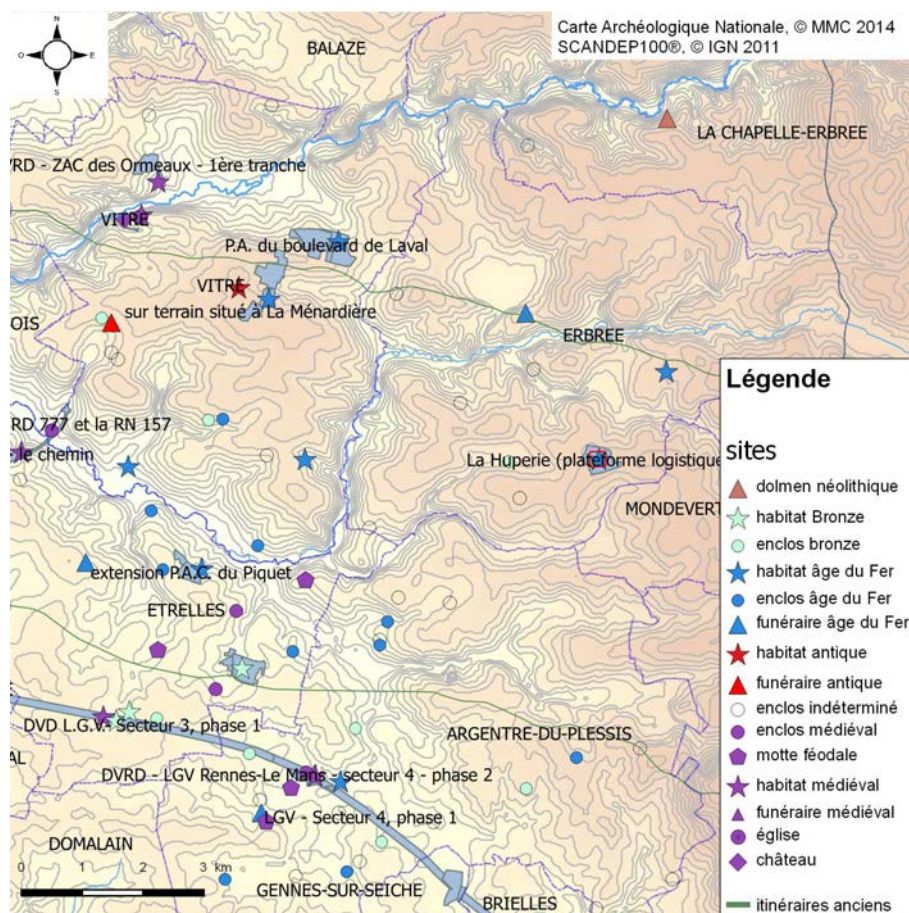 Carte Archéologique Nationale, © MMC 2014
SCANDEP100®, © IGN 2011
N
O
E
S
BALAZE
LA CHAPELLE-ERBREE
VRD - ZAC des Ormeaux - 1ère tranche
VITRE
P.A. du boulevard de Laval
VITRE
sur terrain situé à La Ménardière
OIS
ERBREE
RD 777 et la RN 157
le chemin
La Huperie (plateforme logistique
MONDEVERT
extension P.A.C. du Piquet
ETRELLES
DVD L.G.V.- Secteur 3, phase 1
ARGENTRE-DU-PLESSIS
AL
DVRD - LGV Rennes-Le Mans - secteur 4 - phase 2
LGV - Secteur 4, phase 1
DOMALAIN
GENNES-SUR-SEICHE
BRIELLES
0 1 2 3 km
Légende
sites
dolmen néolithique
habitat Bronze
enclos bronze
habitat âge du Fer
enclos âge du Fer
funéraire âge du Fer
habitat antique
funéraire antique
enclos indéterminé
enclos médiéval
motte féodale
habitat médiéval
funéraire médiéval
église
château
itinéraires anciens